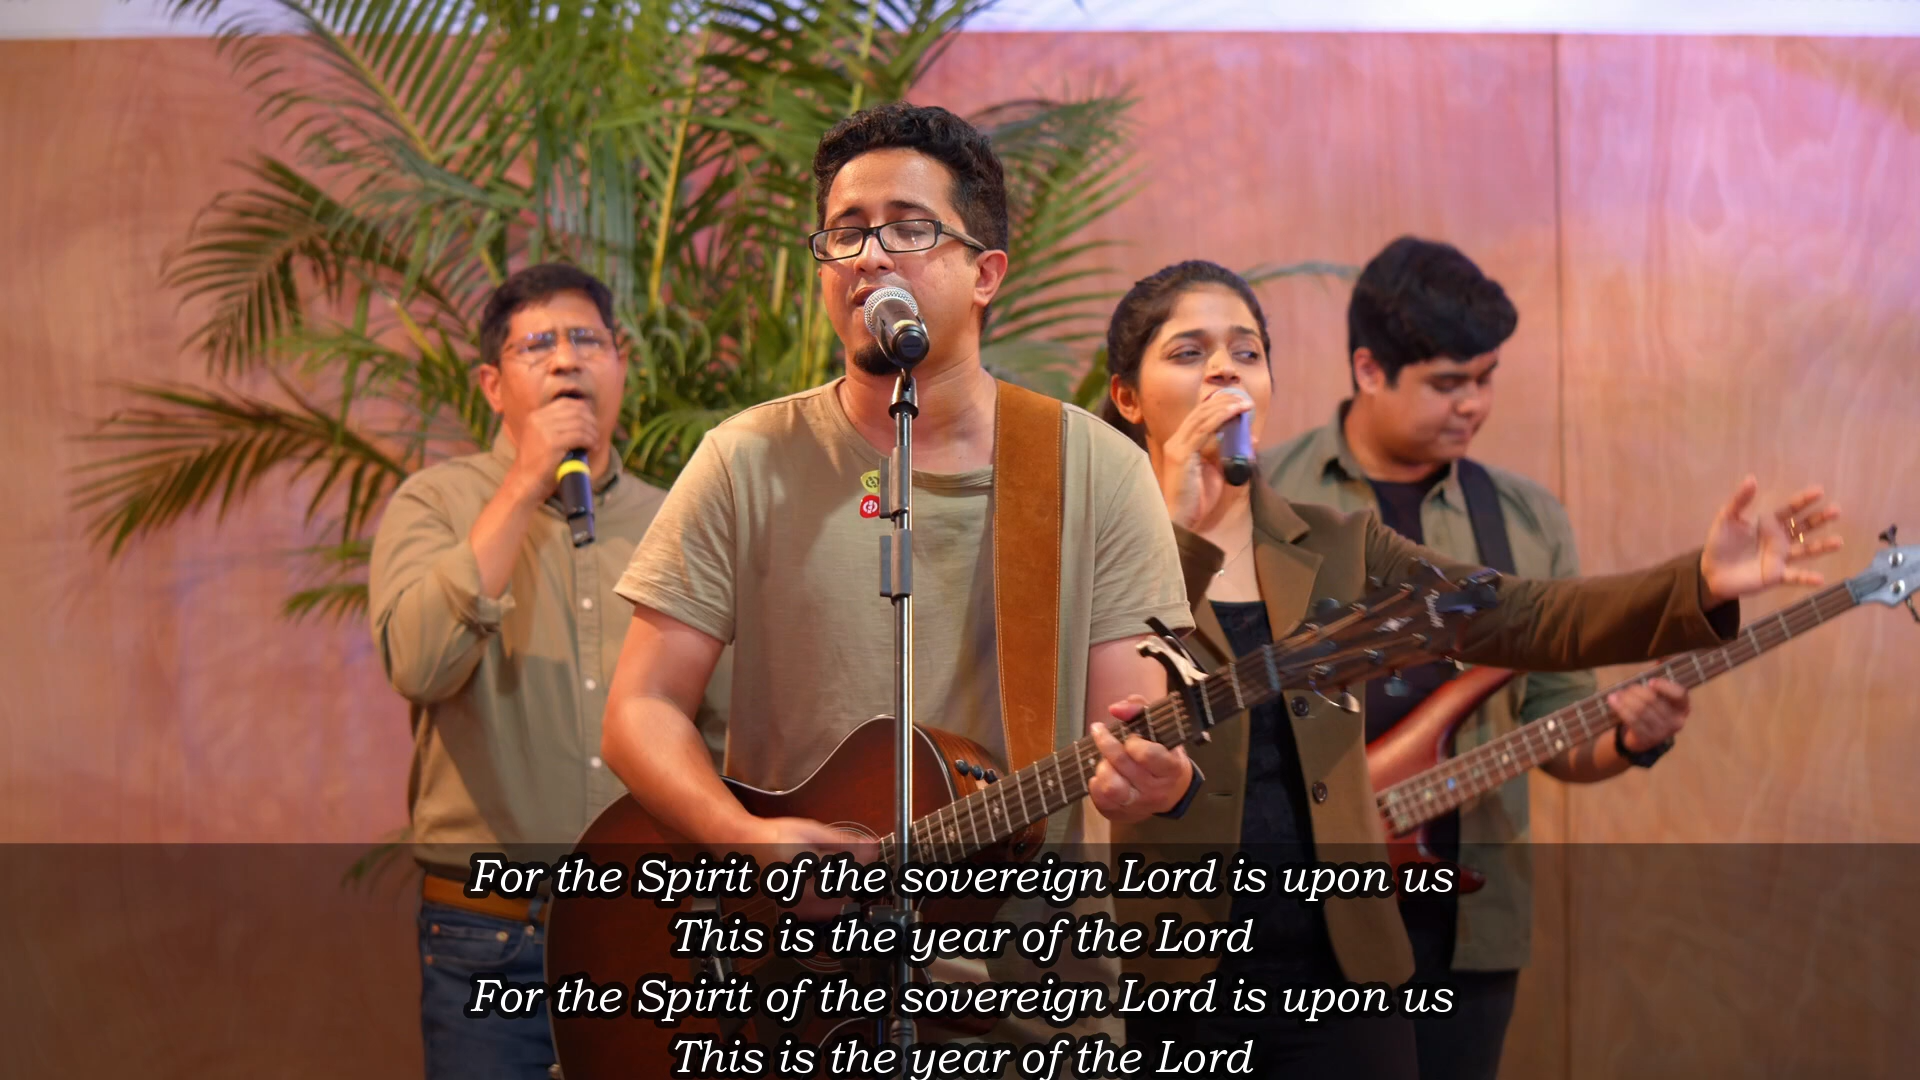 For the Spirit of the sovereign Lord is upon us
This is the year of the Lord
For the Spirit of the sovereign Lord is upon us
This is the year of the Lord